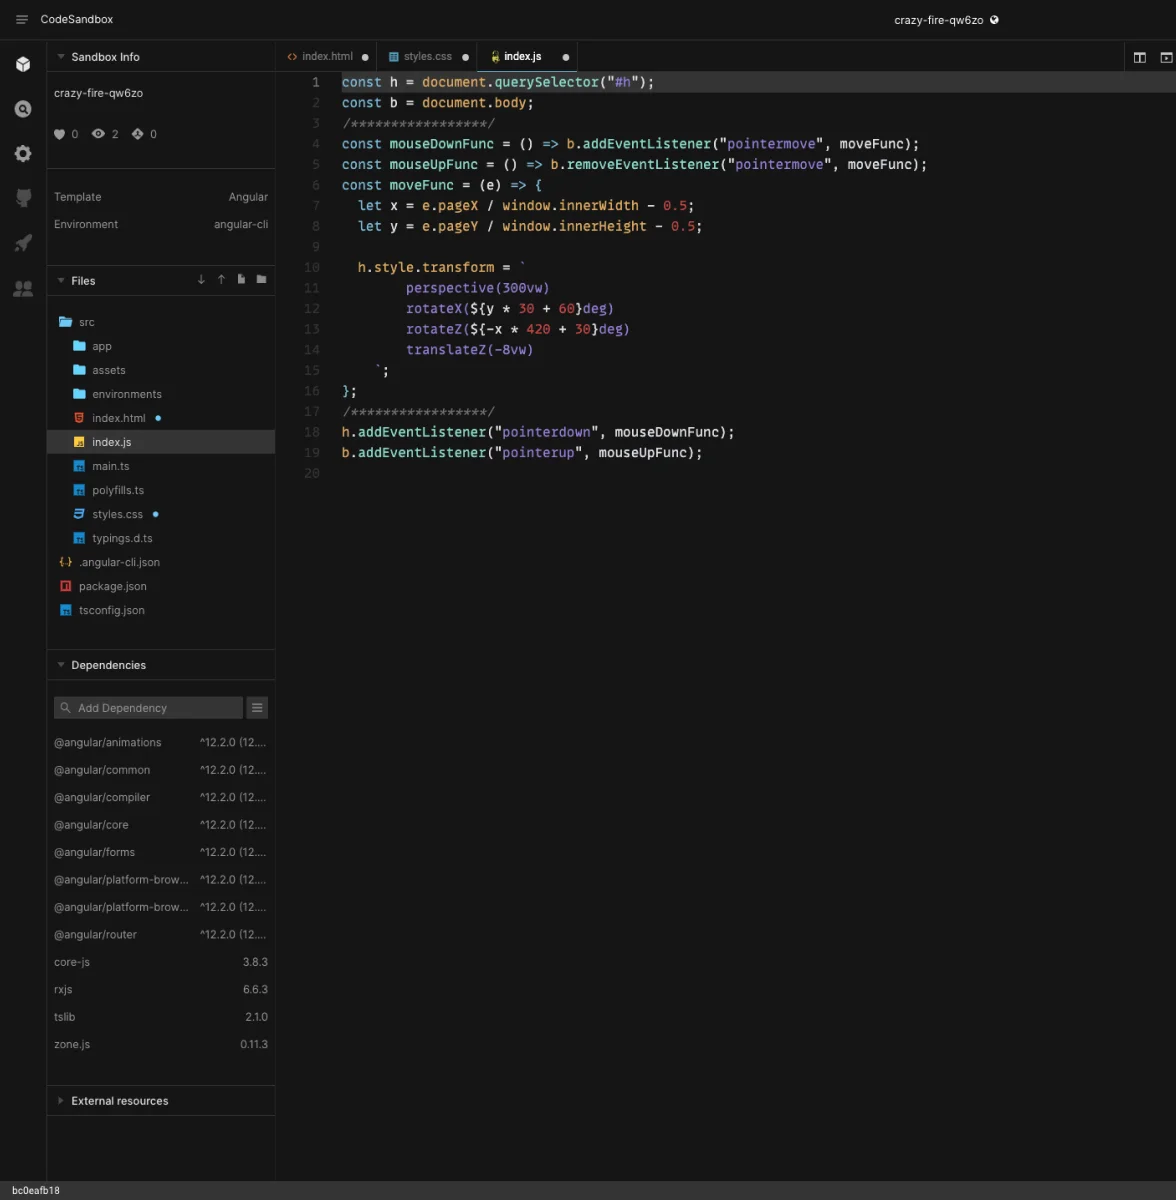 CodeSandbox
crazy-fire-qw6zo
Sandbox Info
crazy-fire-qw6zo
0 2 0
Template Angular
Environment angular-cli
Files
src
app
assets
environments
index.html
index.js
main.ts
polyfills.ts
styles.css
typings.d.ts
.angular-cli.json
package.json
tsconfig.json
Dependencies
Add Dependency
@angular/animations ^12.2.0 (12....
@angular/common ^12.2.0 (12....
@angular/compiler ^12.2.0 (12....
@angular/core ^12.2.0 (12....
@angular/forms ^12.2.0 (12....
@angular/platform-brow... ^12.2.0 (12....
@angular/platform-brow... ^12.2.0 (12....
@angular/router ^12.2.0 (12....
core-js 3.8.3
rxjs 6.6.3
tslib 2.1.0
zone.js 0.11.3
External resources
index.html styles.css index.js
1 const h = document.querySelector("#h");
2 const b = document.body;
3 /*****************/
4 const mouseDownFunc = () => b.addEventListener("pointermove", moveFunc);
5 const mouseUpFunc = () => b.removeEventListener("pointermove", moveFunc);
6 const moveFunc = (e) => {
7   let x = e.pageX / window.innerWidth - 0.5;
8   let y = e.pageY / window.innerHeight - 0.5;
9
10   h.style.transform = `
11         perspective(300vw)
12         rotateX(${y * 30 + 60}deg)
13         rotateZ(${-x * 420 + 30}deg)
14         translateZ(-8vw)
15     `;
16 };
17 /*****************/
18 h.addEventListener("pointerdown", mouseDownFunc);
19 b.addEventListener("pointerup", mouseUpFunc);
20
bc0eafb18